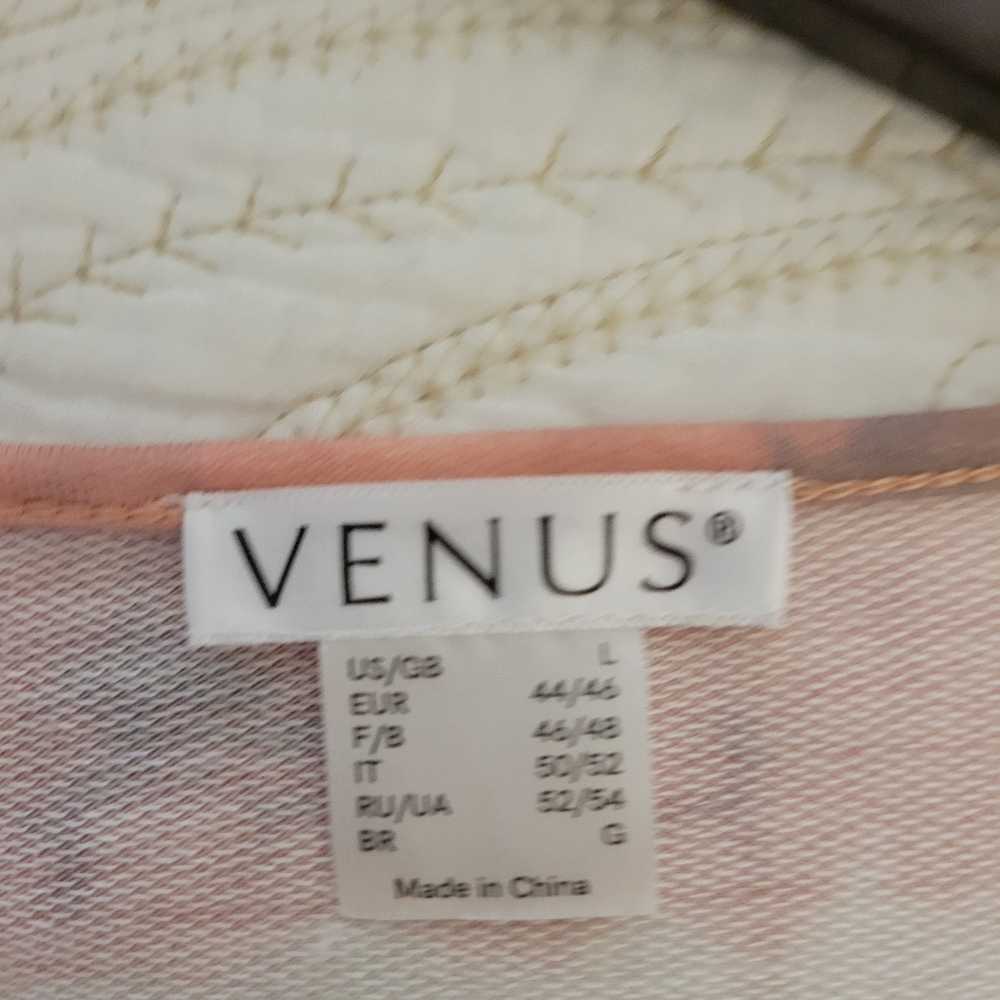 VENUS®
US/GB L
EUR 44/46
F/B 46/48
IT 50/52
RU/UA 52/54
BR G
Made in China